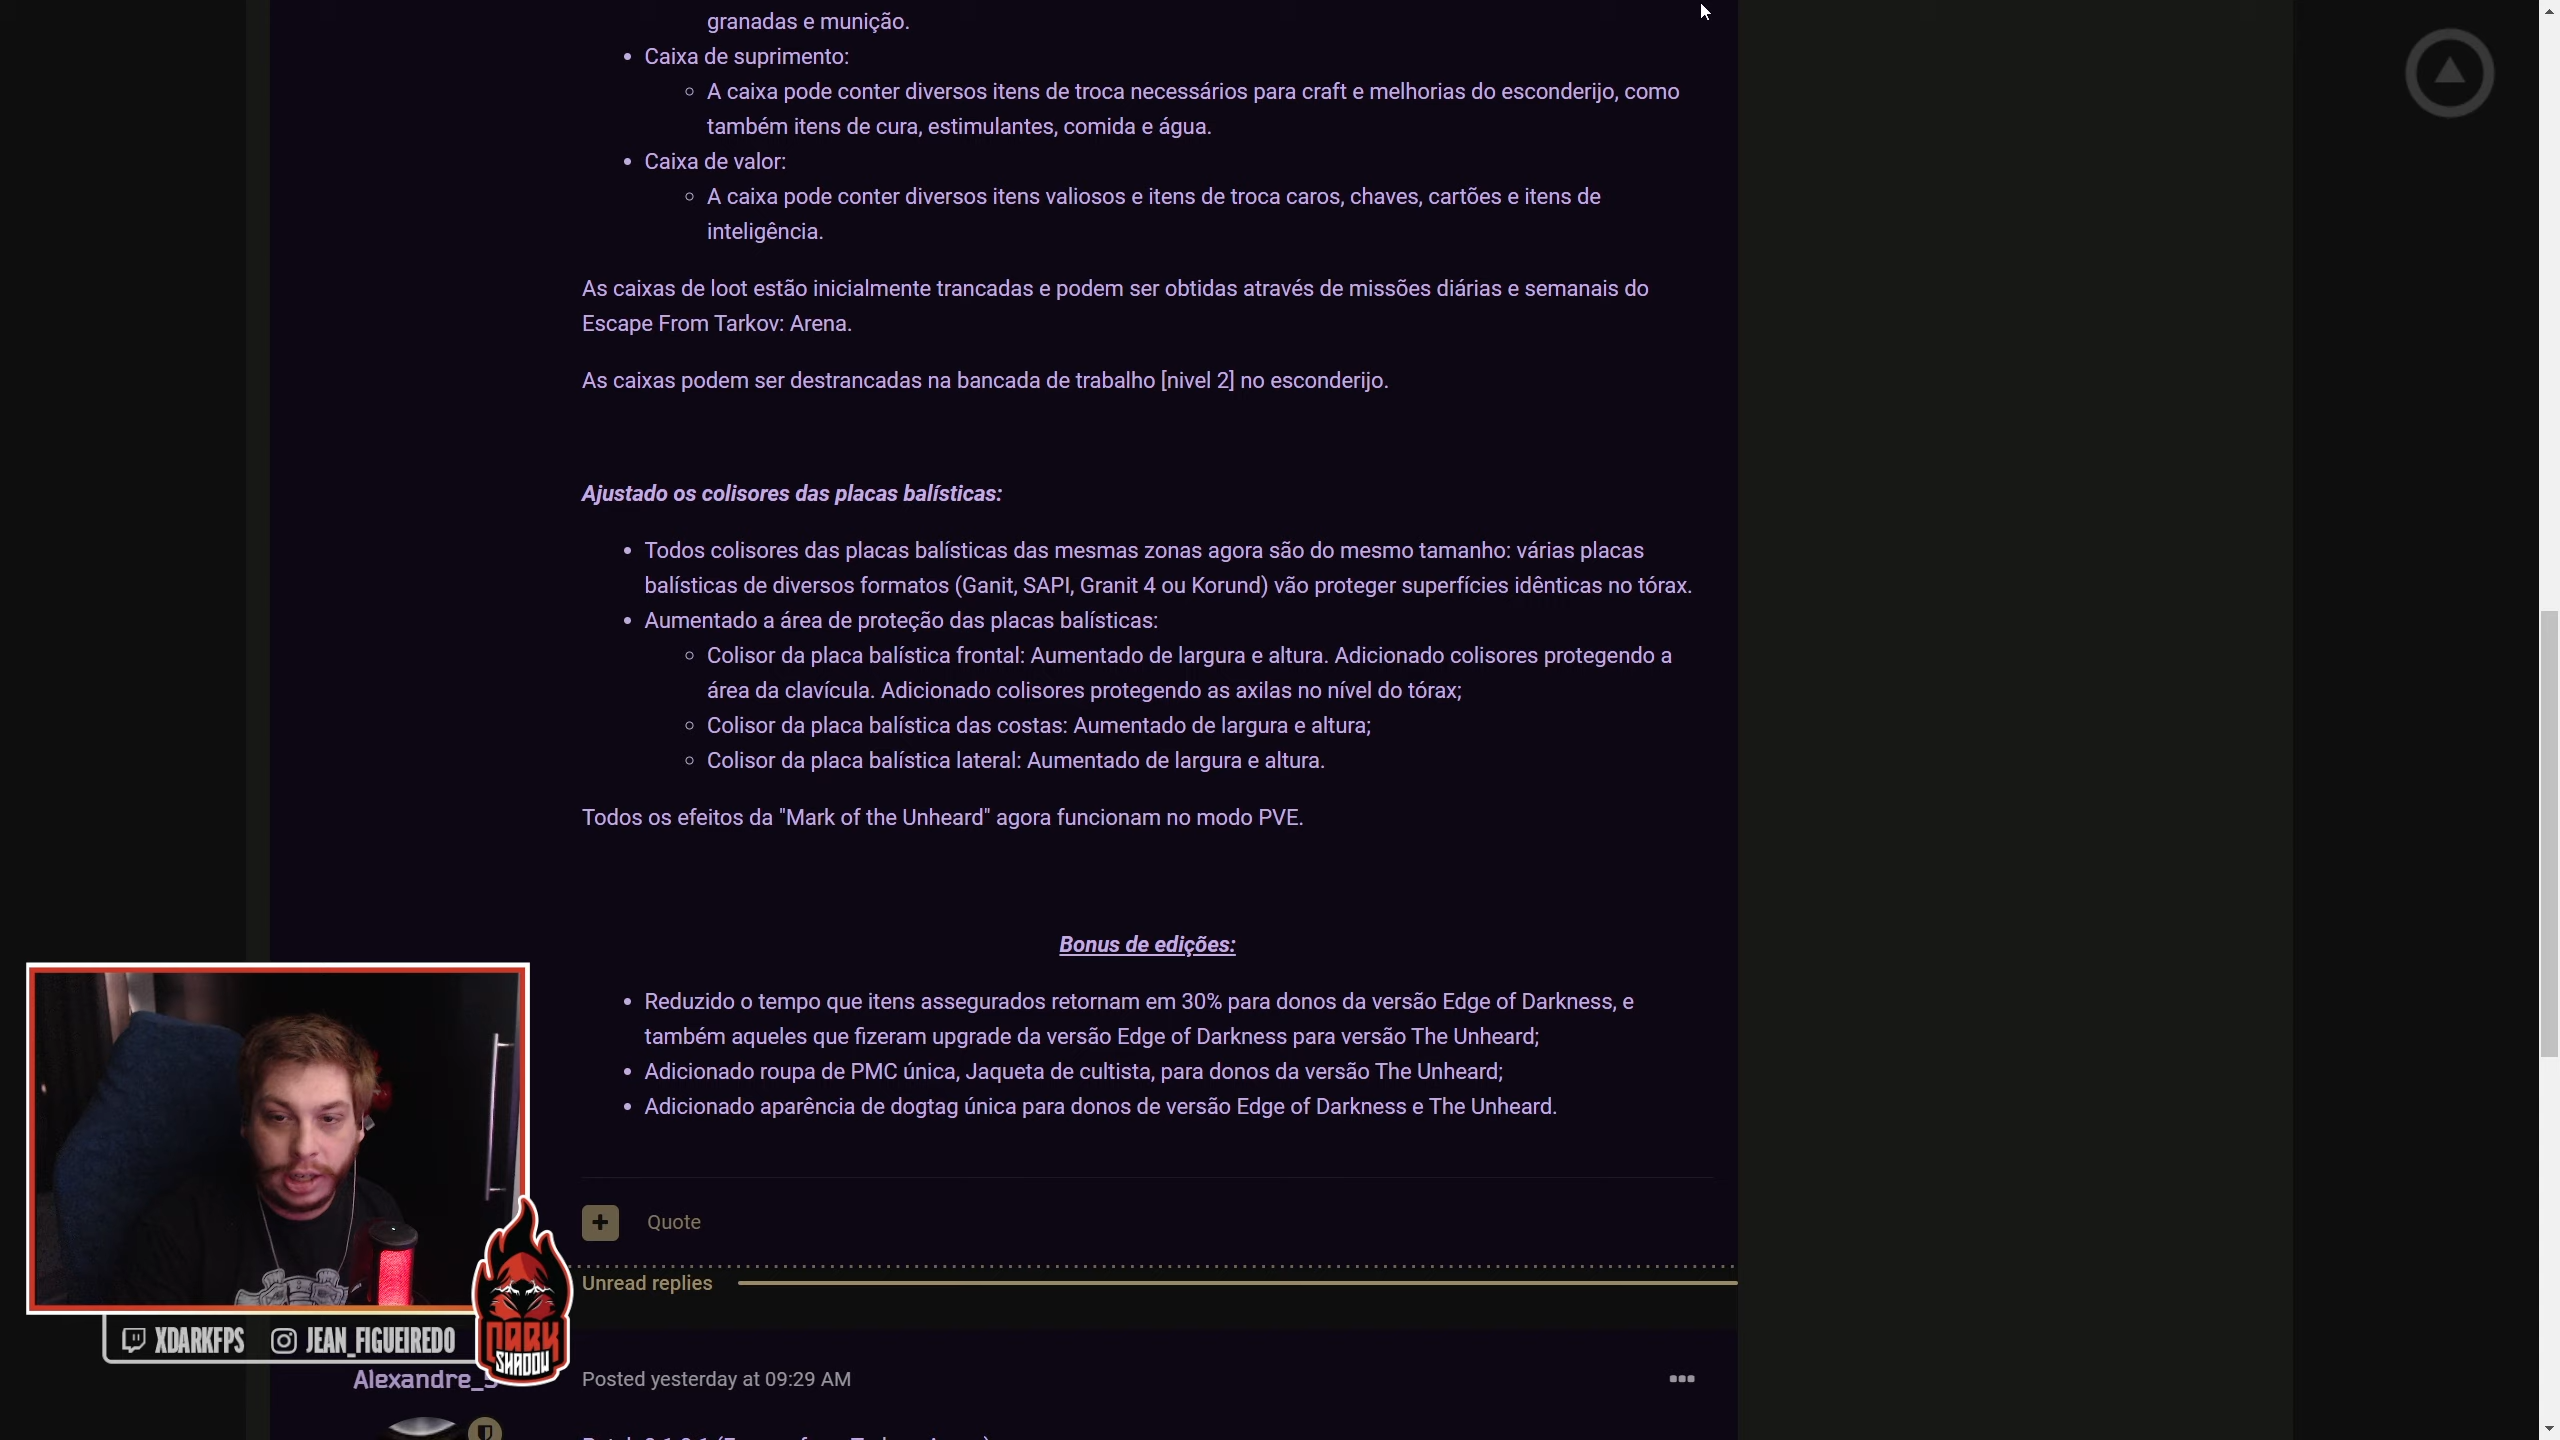 granadas e munição.
• Caixa de suprimento:
◦ A caixa pode conter diversos itens de troca necessários para craft e melhorias do esconderijo, como
também itens de cura, estimulantes, comida e água.
• Caixa de valor:
◦ A caixa pode conter diversos itens valiosos e itens de troca caros, chaves, cartões e itens de
inteligência.
As caixas de loot estão inicialmente trancadas e podem ser obtidas através de missões diárias e semanais do
Escape From Tarkov: Arena.
As caixas podem ser destrancadas na bancada de trabalho [nivel 2] no esconderijo.
Ajustado os colisores das placas balísticas:
• Todos colisores das placas balísticas das mesmas zonas agora são do mesmo tamanho: várias placas
balísticas de diversos formatos (Ganit, SAPI, Granit 4 ou Korund) vão proteger superfícies idênticas no tórax.
• Aumentado a área de proteção das placas balísticas:
◦ Colisor da placa balística frontal: Aumentado de largura e altura. Adicionado colisores protegendo a
área da clavícula. Adicionado colisores protegendo as axilas no nível do tórax;
◦ Colisor da placa balística das costas: Aumentado de largura e altura;
◦ Colisor da placa balística lateral: Aumentado de largura e altura.
Todos os efeitos da "Mark of the Unheard" agora funcionam no modo PVE.
Bonus de edições:
• Reduzido o tempo que itens assegurados retornam em 30% para donos da versão Edge of Darkness, e
também aqueles que fizeram upgrade da versão Edge of Darkness para versão The Unheard;
• Adicionado roupa de PMC única, Jaqueta de cultista, para donos da versão The Unheard;
• Adicionado aparência de dogtag única para donos de versão Edge of Darkness e The Unheard.
+ Quote
Unread replies
XDARKFPS JEAN_FIGUEIREDO
DARK
SHADOW
Alexandre_
Posted yesterday at 09:29 AM